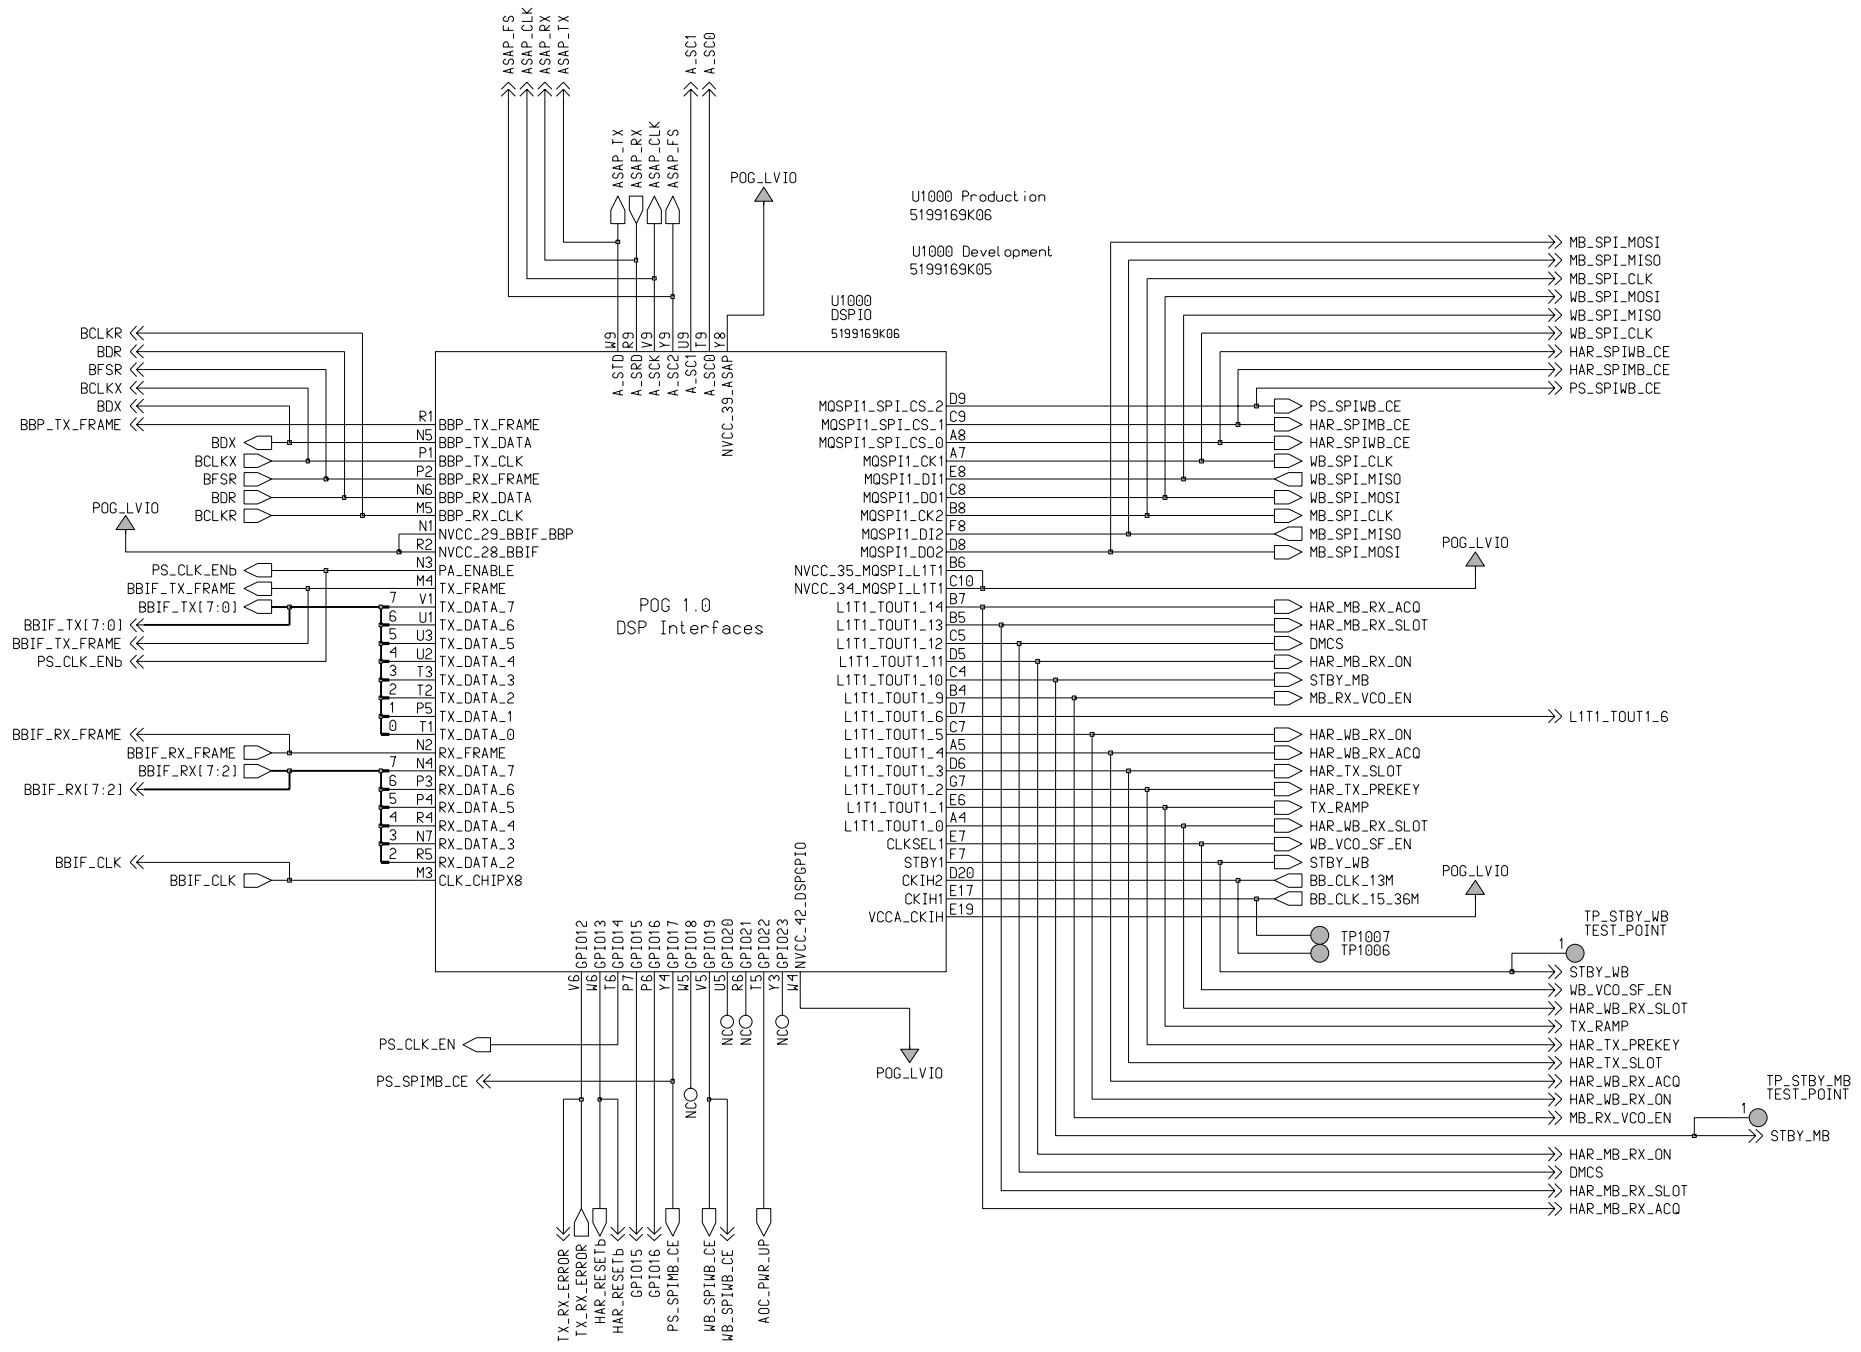 ASAP_FS
ASAP_CLK
ASAP_RX
ASAP_TX
A_SC1
A_SC0
ASAP_TX
ASAP_RX
ASAP_CLK
ASAP_FS
POG_LVIO
U1000 Production
5199169K06
U1000 Development
5199169K05
U1000
DSPIO
5199169K06
W9
R9
V9
Y9
U9
T9
Y8
A_STD
A_SRD
A_SCK
A_SC2
A_SC1
A_SC0
NVCC_39_ASAP
BCLKR
BDR
BFSR
BCLKX
BDX
BBP_TX_FRAME
BDX
BCLKX
BFSR
BDR
BCLKR
POG_LVIO
PS_CLK_ENb
BBIF_TX_FRAME
BBIF_TX[7:0]
BBIF_TX[7:0]
BBIF_TX_FRAME
PS_CLK_ENb
BBIF_RX_FRAME
BBIF_RX_FRAME
BBIF_RX[7:2]
BBIF_RX[7:2]
BBIF_CLK
BBIF_CLK
R1 BBP_TX_FRAME
N5 BBP_TX_DATA
P1 BBP_TX_CLK
P2 BBP_RX_FRAME
N6 BBP_RX_DATA
M5 BBP_RX_CLK
N1 NVCC_29_BBIF_BBP
R2 NVCC_28_BBIF
N3 PA_ENABLE
M4 TX_FRAME
7 V1 TX_DATA_7
6 U1 TX_DATA_6
5 U3 TX_DATA_5
4 U2 TX_DATA_4
3 T3 TX_DATA_3
2 T2 TX_DATA_2
1 P5 TX_DATA_1
0 T1 TX_DATA_0
N2 RX_FRAME
7 N4 RX_DATA_7
6 P3 RX_DATA_6
5 P4 RX_DATA_5
4 R4 RX_DATA_4
3 N7 RX_DATA_3
2 R5 RX_DATA_2
M3 CLK_CHIPX8
POG 1.0
DSP Interfaces
MQSPI1_SPI_CS_2 D9 PS_SPIWB_CE
MQSPI1_SPI_CS_1 C9 HAR_SPIMB_CE
MQSPI1_SPI_CS_0 A8 HAR_SPIWB_CE
MQSPI1_CK1 A7 WB_SPI_CLK
MQSPI1_DI1 E8 WB_SPI_MISO
MQSPI1_DO1 C8 WB_SPI_MOSI
MQSPI1_CK2 B8 MB_SPI_CLK
MQSPI1_DI2 F8 MB_SPI_MISO
MQSPI1_DO2 D8 MB_SPI_MOSI
NVCC_35_MQSPI_L1T1 B6
NVCC_34_MQSPI_L1T1 C10
POG_LVIO
L1T1_TOUT1_14 B7 HAR_MB_RX_ACQ
L1T1_TOUT1_13 B5 HAR_MB_RX_SLOT
L1T1_TOUT1_12 C5 DMCS
L1T1_TOUT1_11 D5 HAR_MB_RX_ON
L1T1_TOUT1_10 C4 STBY_MB
L1T1_TOUT1_9 B4 MB_RX_VCO_EN
L1T1_TOUT1_6 D7 L1T1_TOUT1_6
L1T1_TOUT1_5 C7 HAR_WB_RX_ON
L1T1_TOUT1_4 A5 HAR_WB_RX_ACQ
L1T1_TOUT1_3 D6 HAR_TX_SLOT
L1T1_TOUT1_2 G7 HAR_TX_PREKEY
L1T1_TOUT1_1 E6 TX_RAMP
L1T1_TOUT1_0 A4 HAR_WB_RX_SLOT
CLKSEL1 E7 WB_VCO_SF_EN
STBY1 F7 STBY_WB
CKIH2 D20 BB_CLK_13M
CKIH1 E17 BB_CLK_15_36M
VCCA_CKIH E19
POG_LVIO
MB_SPI_MOSI
MB_SPI_MISO
MB_SPI_CLK
WB_SPI_MOSI
WB_SPI_MISO
WB_SPI_CLK
HAR_SPIWB_CE
HAR_SPIMB_CE
PS_SPIWB_CE
TP1007
TP1006
TP_STBY_WB
TEST_POINT
1
STBY_WB
WB_VCO_SF_EN
HAR_WB_RX_SLOT
TX_RAMP
HAR_TX_PREKEY
HAR_TX_SLOT
HAR_WB_RX_ACQ
HAR_WB_RX_ON
MB_RX_VCO_EN
TP_STBY_MB
TEST_POINT
1
STBY_MB
HAR_MB_RX_ON
DMCS
HAR_MB_RX_SLOT
HAR_MB_RX_ACQ
GPIO12
GPIO13
GPIO14
GPIO15
GPIO16
GPIO17
GPIO18
GPIO19
GPIO20
GPIO21
GPIO22
GPIO23
NVCC_42_DSPGPIO
V6
W6
T6
P7
P6
Y4
W5
V5
U5
R6
T5
Y3
W4
NC
NC
NC
NC
PS_CLK_EN
PS_SPIMB_CE
POG_LVIO
TX_RX_ERROR
TX_RX_ERROR
HAR_RESETb
HAR_RESETb
GPIO15
GPIO16
PS_SPIMB_CE
WB_SPIWB_CE
WB_SPIWB_CE
AOC_PWR_UP